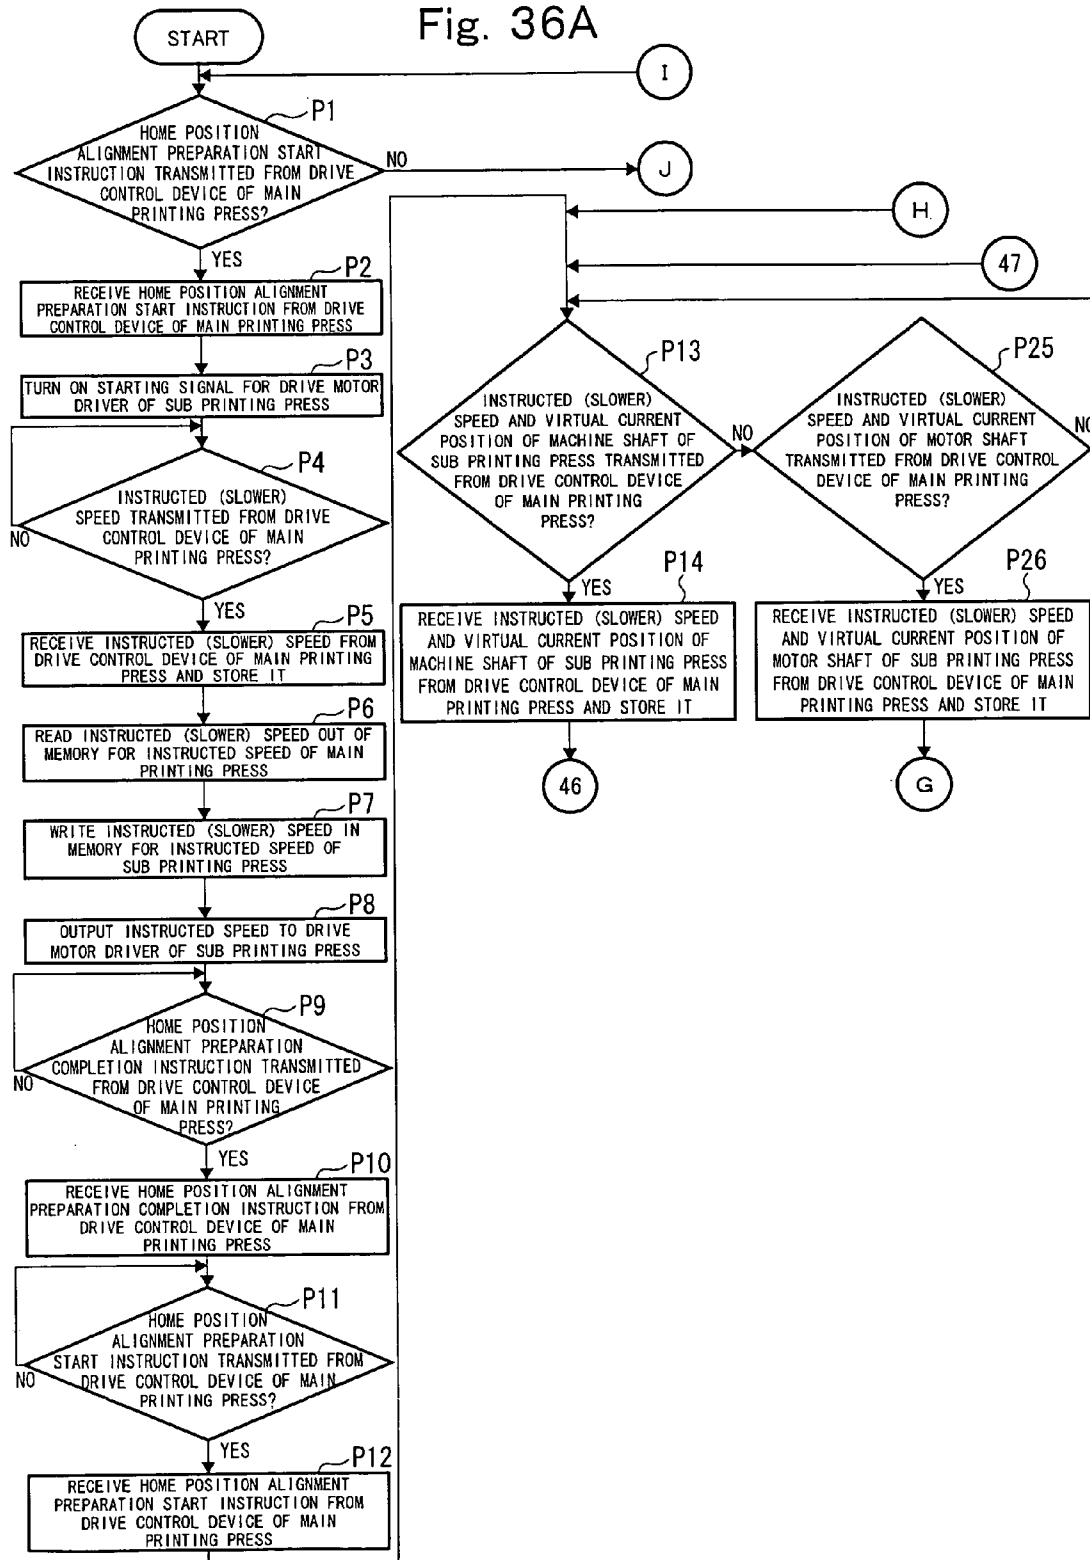 Fig. 36A
START
I
P1
HOME POSITION
ALIGNMENT PREPARATION START
INSTRUCTION TRANSMITTED FROM DRIVE
CONTROL DEVICE OF MAIN
PRINTING PRESS?
NO
J
YES
P2
RECEIVE HOME POSITION ALIGNMENT
PREPARATION START INSTRUCTION FROM DRIVE
CONTROL DEVICE OF MAIN PRINTING PRESS
P3
TURN ON STARTING SIGNAL FOR DRIVE MOTOR
DRIVER OF SUB PRINTING PRESS
P4
INSTRUCTED (SLOWER)
SPEED TRANSMITTED FROM DRIVE
CONTROL DEVICE OF MAIN
PRINTING PRESS?
NO
YES
P5
RECEIVE INSTRUCTED (SLOWER) SPEED FROM
DRIVE CONTROL DEVICE OF MAIN PRINTING
PRESS AND STORE IT
P6
READ INSTRUCTED (SLOWER) SPEED OUT OF
MEMORY FOR INSTRUCTED SPEED OF MAIN
PRINTING PRESS
P7
WRITE INSTRUCTED (SLOWER) SPEED IN
MEMORY FOR INSTRUCTED SPEED OF
SUB PRINTING PRESS
P8
OUTPUT INSTRUCTED SPEED TO DRIVE
MOTOR DRIVER OF SUB PRINTING PRESS
P9
HOME POSITION
ALIGNMENT PREPARATION
COMPLETION INSTRUCTION TRANSMITTED
FROM DRIVE CONTROL DEVICE
OF MAIN PRINTING
PRESS?
NO
YES
P10
RECEIVE HOME POSITION ALIGNMENT
PREPARATION COMPLETION INSTRUCTION FROM
DRIVE CONTROL DEVICE OF MAIN
PRINTING PRESS
P11
HOME POSITION
ALIGNMENT PREPARATION
START INSTRUCTION TRANSMITTED FROM
DRIVE CONTROL DEVICE OF MAIN
PRINTING PRESS?
NO
YES
P12
RECEIVE HOME POSITION ALIGNMENT
PREPARATION START INSTRUCTION FROM
DRIVE CONTROL DEVICE OF MAIN
PRINTING PRESS
H
47
P13
INSTRUCTED (SLOWER)
SPEED AND VIRTUAL CURRENT
POSITION OF MACHINE SHAFT OF
SUB PRINTING PRESS TRANSMITTED
FROM DRIVE CONTROL DEVICE
OF MAIN PRINTING
PRESS?
NO
YES
P14
RECEIVE INSTRUCTED (SLOWER) SPEED
AND VIRTUAL CURRENT POSITION OF
MACHINE SHAFT OF SUB PRINTING PRESS
FROM DRIVE CONTROL DEVICE OF MAIN
PRINTING PRESS AND STORE IT
46
P25
INSTRUCTED (SLOWER)
SPEED AND VIRTUAL CURRENT
POSITION OF MOTOR SHAFT
TRANSMITTED FROM DRIVE CONTROL
DEVICE OF MAIN PRINTING
PRESS?
NO
YES
P26
RECEIVE INSTRUCTED (SLOWER) SPEED
AND VIRTUAL CURRENT POSITION OF
MOTOR SHAFT OF SUB PRINTING PRESS
FROM DRIVE CONTROL DEVICE OF MAIN
PRINTING PRESS AND STORE IT
G